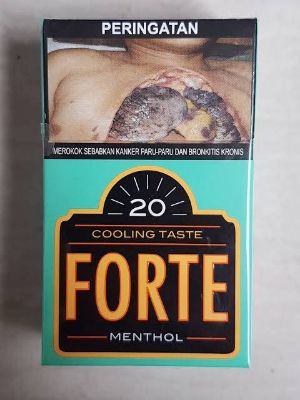 PERINGATAN
MEROKOK SEBABKAN KANKER PARU-PARU DAN BRONKITIS KRONIS
20
COOLING TASTE
FORTE
MENTHOL